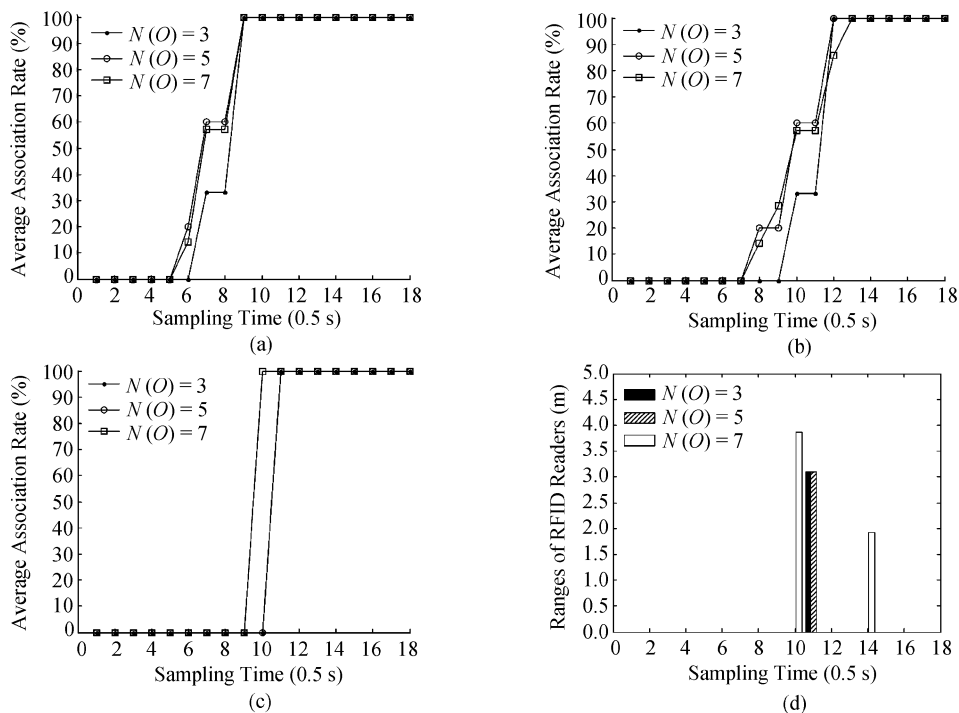 Average Association Rate (%)
100
90
80
70
60
50
40
30
20
10
0
N (O) = 3
N (O) = 5
N (O) = 7
0 2 4 6 8 10 12 14 16 18
Sampling Time (0.5 s)
(a)
Average Association Rate (%)
100
90
80
70
60
50
40
30
20
10
0
N (O) = 3
N (O) = 5
N (O) = 7
0 2 4 6 8 10 12 14 16 18
Sampling Time (0.5 s)
(b)
Average Association Rate (%)
100
90
80
70
60
50
40
30
20
10
0
N (O) = 3
N (O) = 5
N (O) = 7
0 2 4 6 8 10 12 14 16 18
Sampling Time (0.5 s)
(c)
Ranges of RFID Readers (m)
5.0
4.5
4.0
3.5
3.0
2.5
2.0
1.5
1.0
0.5
0.0
N (O) = 3
N (O) = 5
N (O) = 7
0 2 4 6 8 10 12 14 16 18
Sampling Time (0.5 s)
(d)